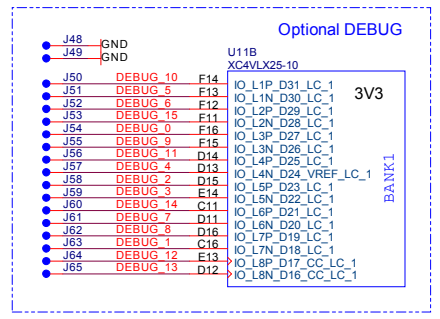 Optional DEBUG
J48 GND
J49 GND
U11B
XC4VLX25-10
3V3
BANK1
J50 DEBUG_10 F14 IO_L1P_D31_LC_1
J51 DEBUG_5 F13 IO_L1N_D30_LC_1
J52 DEBUG_6 F12 IO_L2P_D29_LC_1
J53 DEBUG_15 F11 IO_L2N_D28_LC_1
J54 DEBUG_0 F16 IO_L3P_D27_LC_1
J55 DEBUG_9 F15 IO_L3N_D26_LC_1
J56 DEBUG_11 D14 IO_L4P_D25_LC_1
J57 DEBUG_4 D13 IO_L4N_D24_VREF_LC_1
J58 DEBUG_2 D15 IO_L5P_D23_LC_1
J59 DEBUG_3 E14 IO_L5N_D22_LC_1
J60 DEBUG_14 C11 IO_L6P_D21_LC_1
J61 DEBUG_7 D11 IO_L6N_D20_LC_1
J62 DEBUG_8 D16 IO_L7P_D19_LC_1
J63 DEBUG_1 C16 IO_L7N_D18_LC_1
J64 DEBUG_12 E13 IO_L8P_D17_CC_LC_1
J65 DEBUG_13 D12 IO_L8N_D16_CC_LC_1